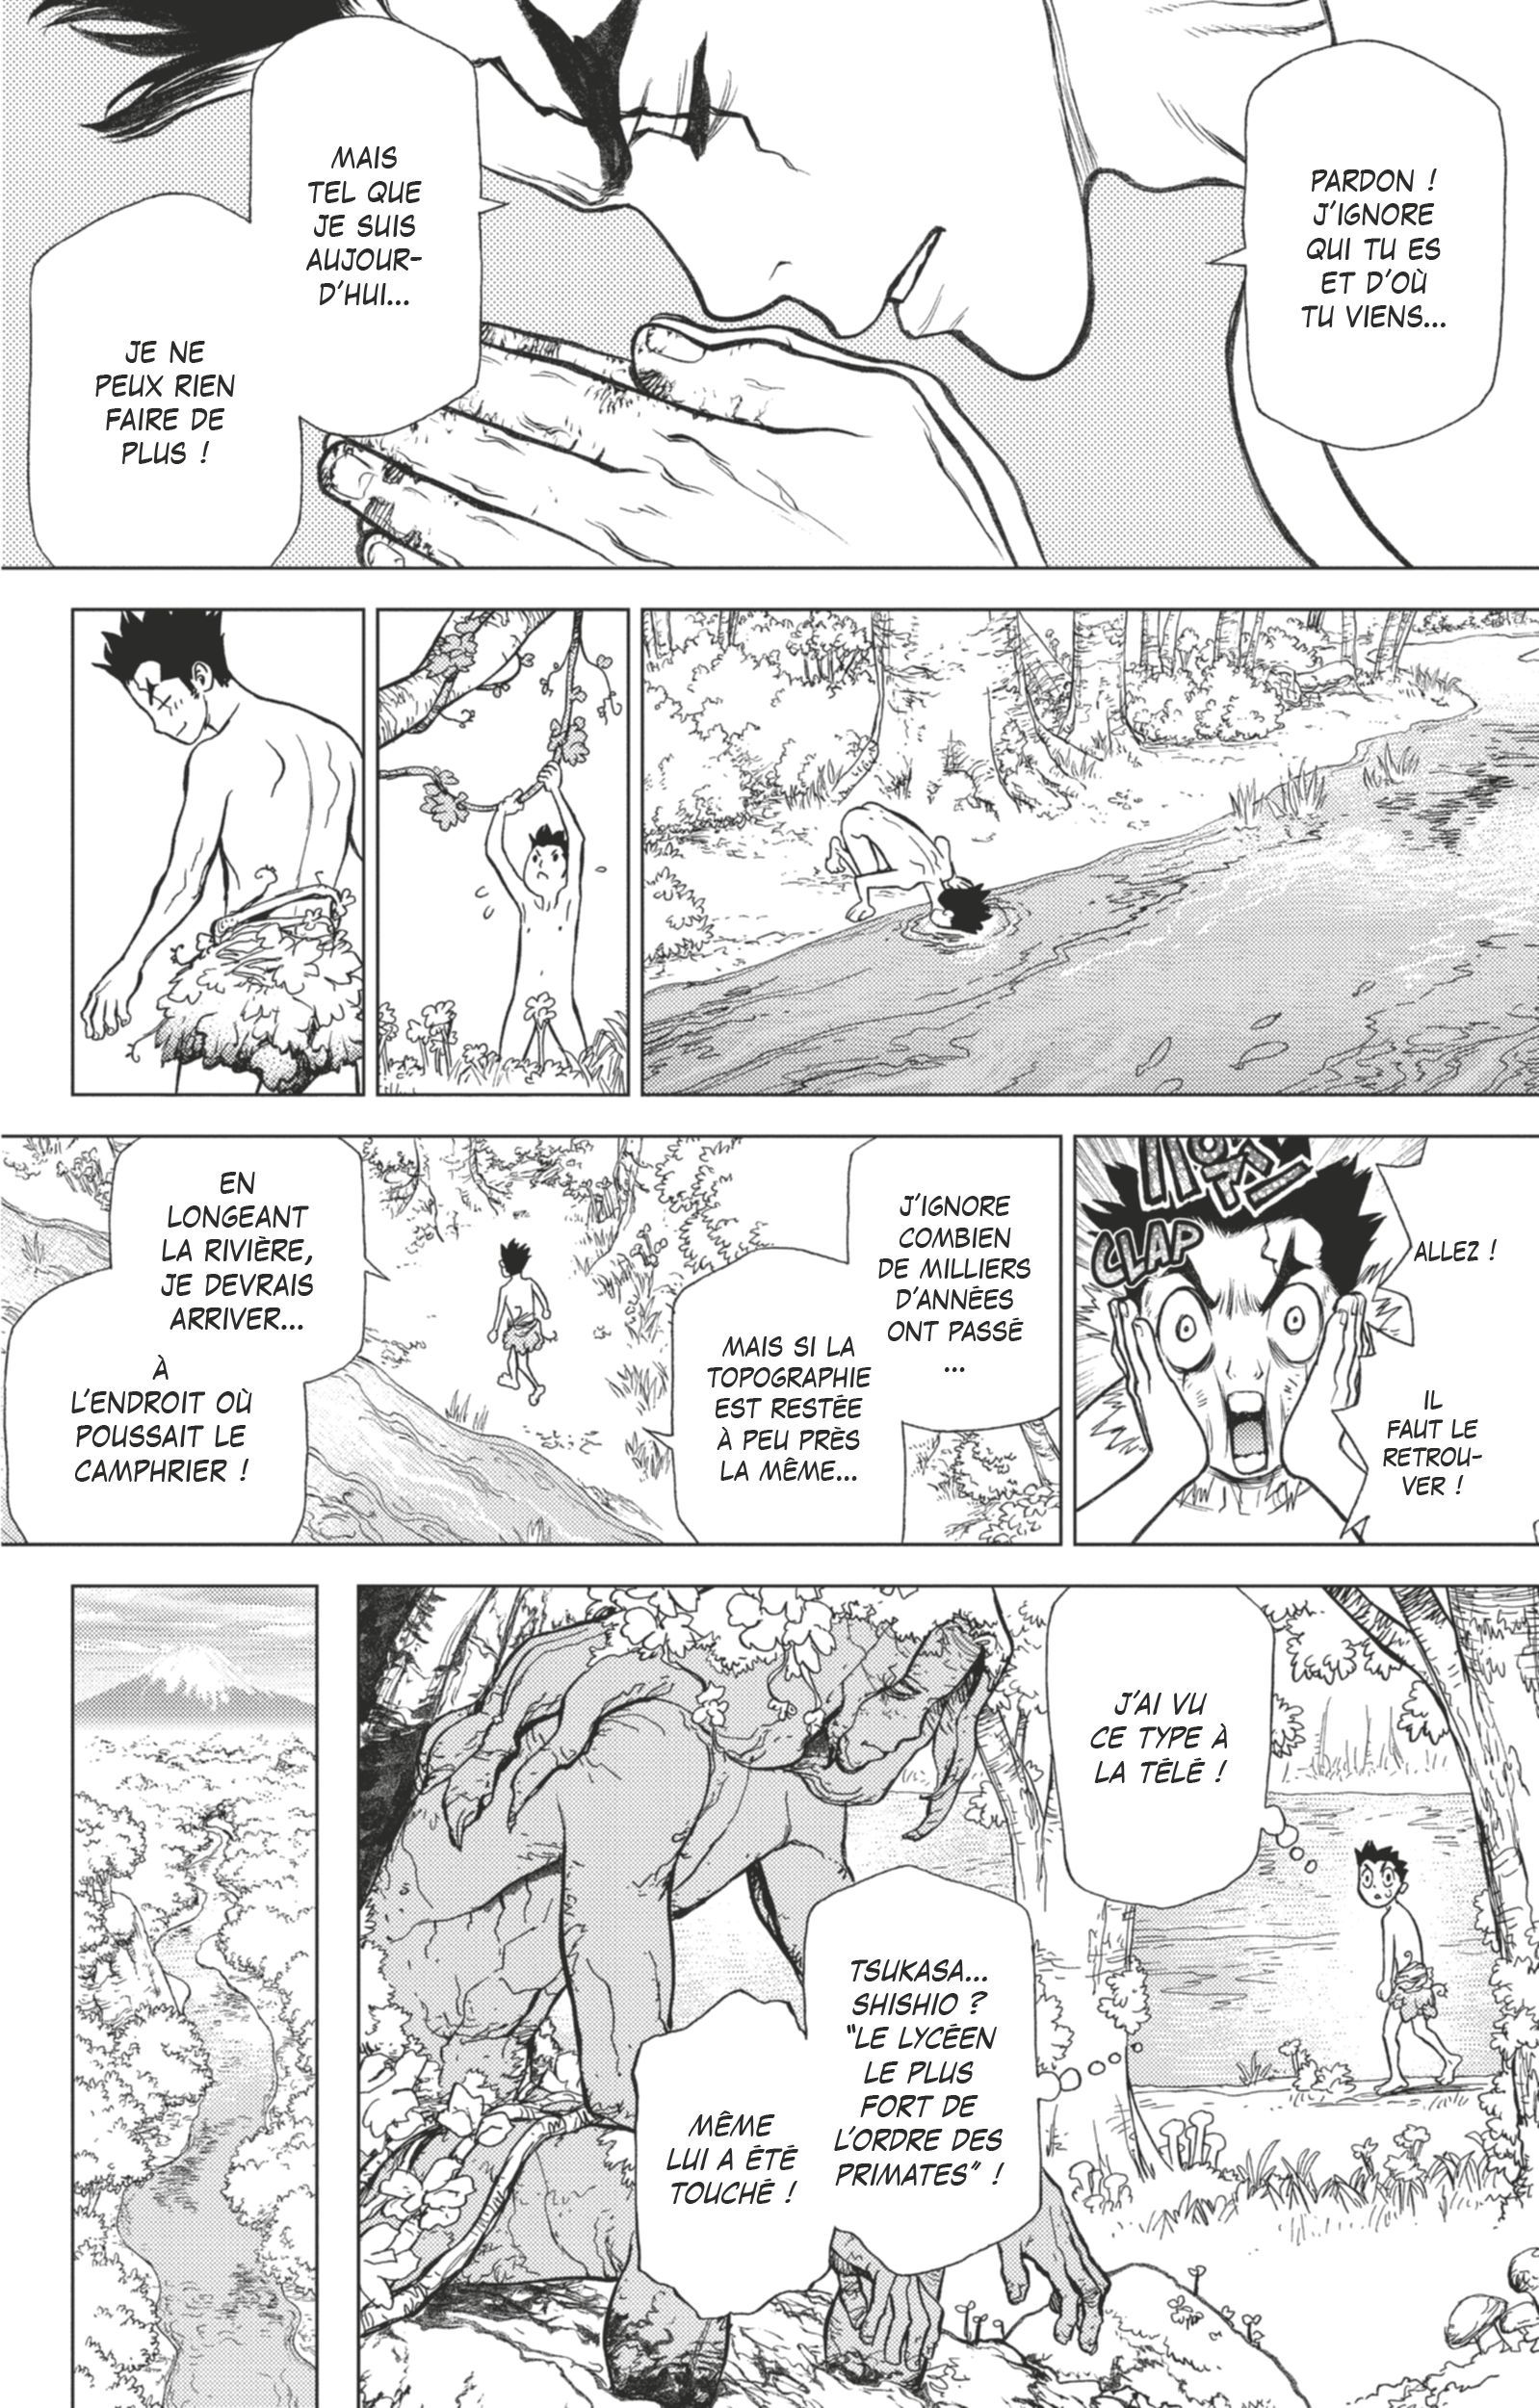 PARDON !
J'IGNORE
QUI TU ES
ET D'OÙ
TU VIENS...
MAIS
TEL QUE
JE SUIS
AUJOUR-
D'HUI...
JE NE
PEUX RIEN
FAIRE DE
PLUS !
ALLEZ !
CLAP
IL
FAUT LE
RETROU-
VER !
J'IGNORE
COMBIEN
DE MILLIERS
D'ANNÉES
ONT PASSÉ
...
MAIS SI LA
TOPOGRAPHIE
EST RESTÉE
À PEU PRÈS
LA MÊME...
EN
LONGEANT
LA RIVIÈRE,
JE DEVRAIS
ARRIVER...
À
L'ENDROIT OÙ
POUSSAIT LE
CAMPHRIER !
J'AI VU
CE TYPE À
LA TÉLÉ !
TSUKASA...
SHISHIO ?
"LE LYCÉEN
LE PLUS
FORT DE
L'ORDRE DES
PRIMATES" !
MÊME
LUI A ÉTÉ
TOUCHÉ !